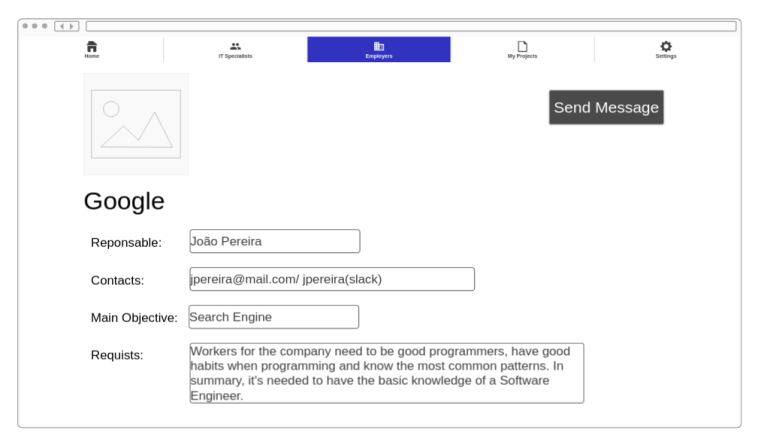 Home
IT Specialists
Employers
My Projects
Settings
Send Message
Google
Reponsable:
João Pereira
Contacts:
jpereira@mail.com/ jpereira(slack)
Main Objective:
Search Engine
Requists:
Workers for the company need to be good programmers, have good
habits when programming and know the most common patterns. In
summary, it's needed to have the basic knowledge of a Software
Engineer.